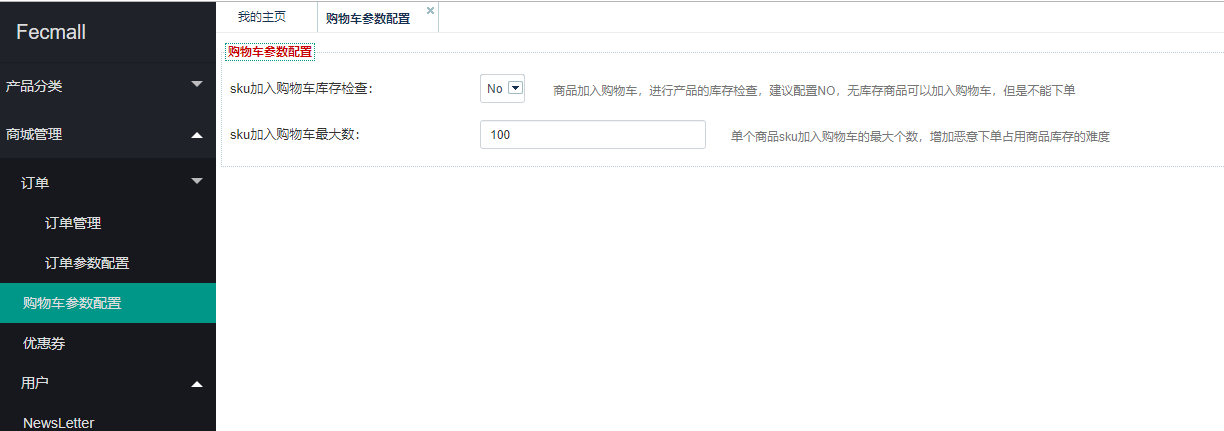 Fecmall
产品分类
商城管理
订单
订单管理
订单参数配置
购物车参数配置
优惠券
用户
NewsLetter
我的主页
购物车参数配置
购物车参数配置
sku加入购物车库存检查： No 商品加入购物车，进行产品的库存检查，建议配置NO，无库存商品可以加入购物车，但是不能下单
sku加入购物车最大数： 100 单个商品sku加入购物车的最大个数，增加恶意下单占用商品库存的难度